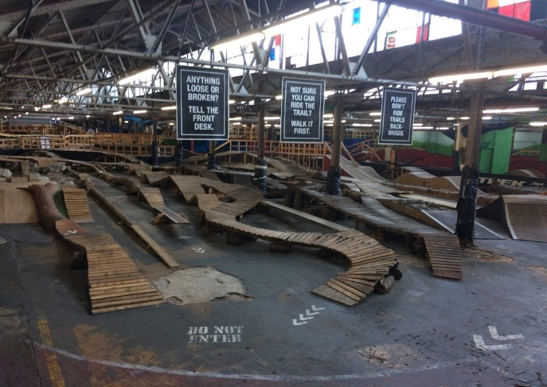 ANYTHING
LOOSE OR
BROKEN?
TELL THE
FRONT
DESK.
NOT SURE
YOU CAN
RIDE THE
TRAIL?
WALK IT
FIRST.
PLEASE
DON'T
RIDE
TRAILS
BACK-
WARDS.
DO NOT
ENTER